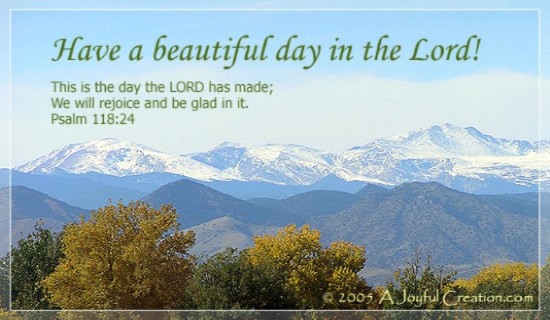 Have a beautiful day in the Lord!
This is the day the LORD has made;
We will rejoice and be glad in it.
Psalm 118:24
© 2005 A Joyful Creation.com